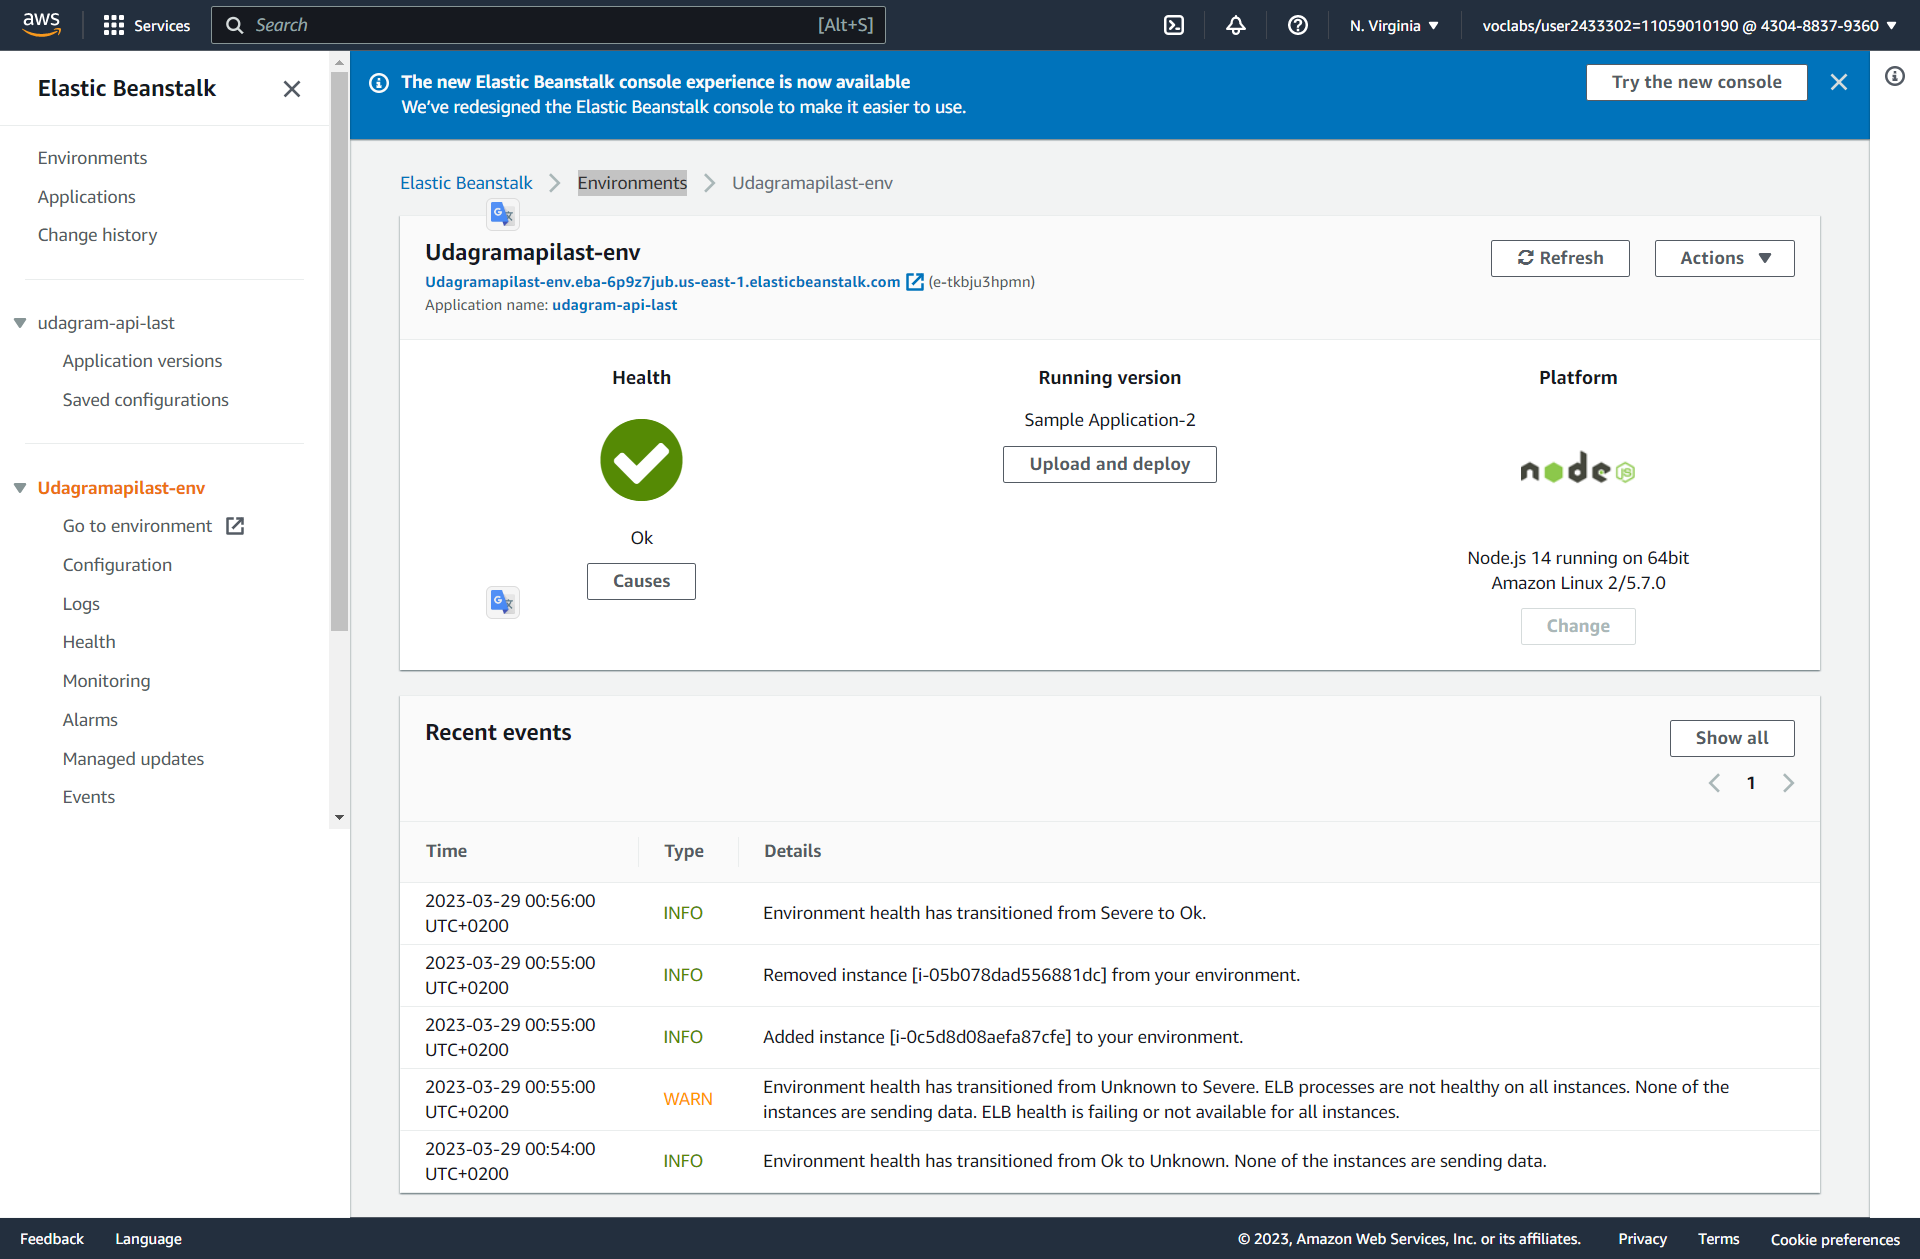 aws
Services
Search
[Alt+S]
N. Virginia
voclabs/user2433302=11059010190 @ 4304-8837-9360
Elastic Beanstalk
Environments
Applications
Change history
udagram-api-last
Application versions
Saved configurations
Udagramapilast-env
Go to environment
Configuration
Logs
Health
Monitoring
Alarms
Managed updates
Events
The new Elastic Beanstalk console experience is now available
We've redesigned the Elastic Beanstalk console to make it easier to use.
Try the new console
Elastic Beanstalk
Environments
Udagramapilast-env
Udagramapilast-env
Udagramapilast-env.eba-6p9z7jub.us-east-1.elasticbeanstalk.com (e-tkbju3hpmn)
Application name: udagram-api-last
Refresh
Actions
Health
Ok
Causes
Running version
Sample Application-2
Upload and deploy
Platform
node
JS
Node.js 14 running on 64bit
Amazon Linux 2/5.7.0
Change
Recent events
Show all
1
Time
Type
Details
2023-03-29 00:56:00
UTC+0200
INFO
Environment health has transitioned from Severe to Ok.
2023-03-29 00:55:00
UTC+0200
INFO
Removed instance [i-05b078dad556881dc] from your environment.
2023-03-29 00:55:00
UTC+0200
INFO
Added instance [i-0c5d8d08aefa87cfe] to your environment.
2023-03-29 00:55:00
UTC+0200
WARN
Environment health has transitioned from Unknown to Severe. ELB processes are not healthy on all instances. None of the
instances are sending data. ELB health is failing or not available for all instances.
2023-03-29 00:54:00
UTC+0200
INFO
Environment health has transitioned from Ok to Unknown. None of the instances are sending data.
Feedback
Language
© 2023, Amazon Web Services, Inc. or its affiliates.
Privacy
Terms
Cookie preferences